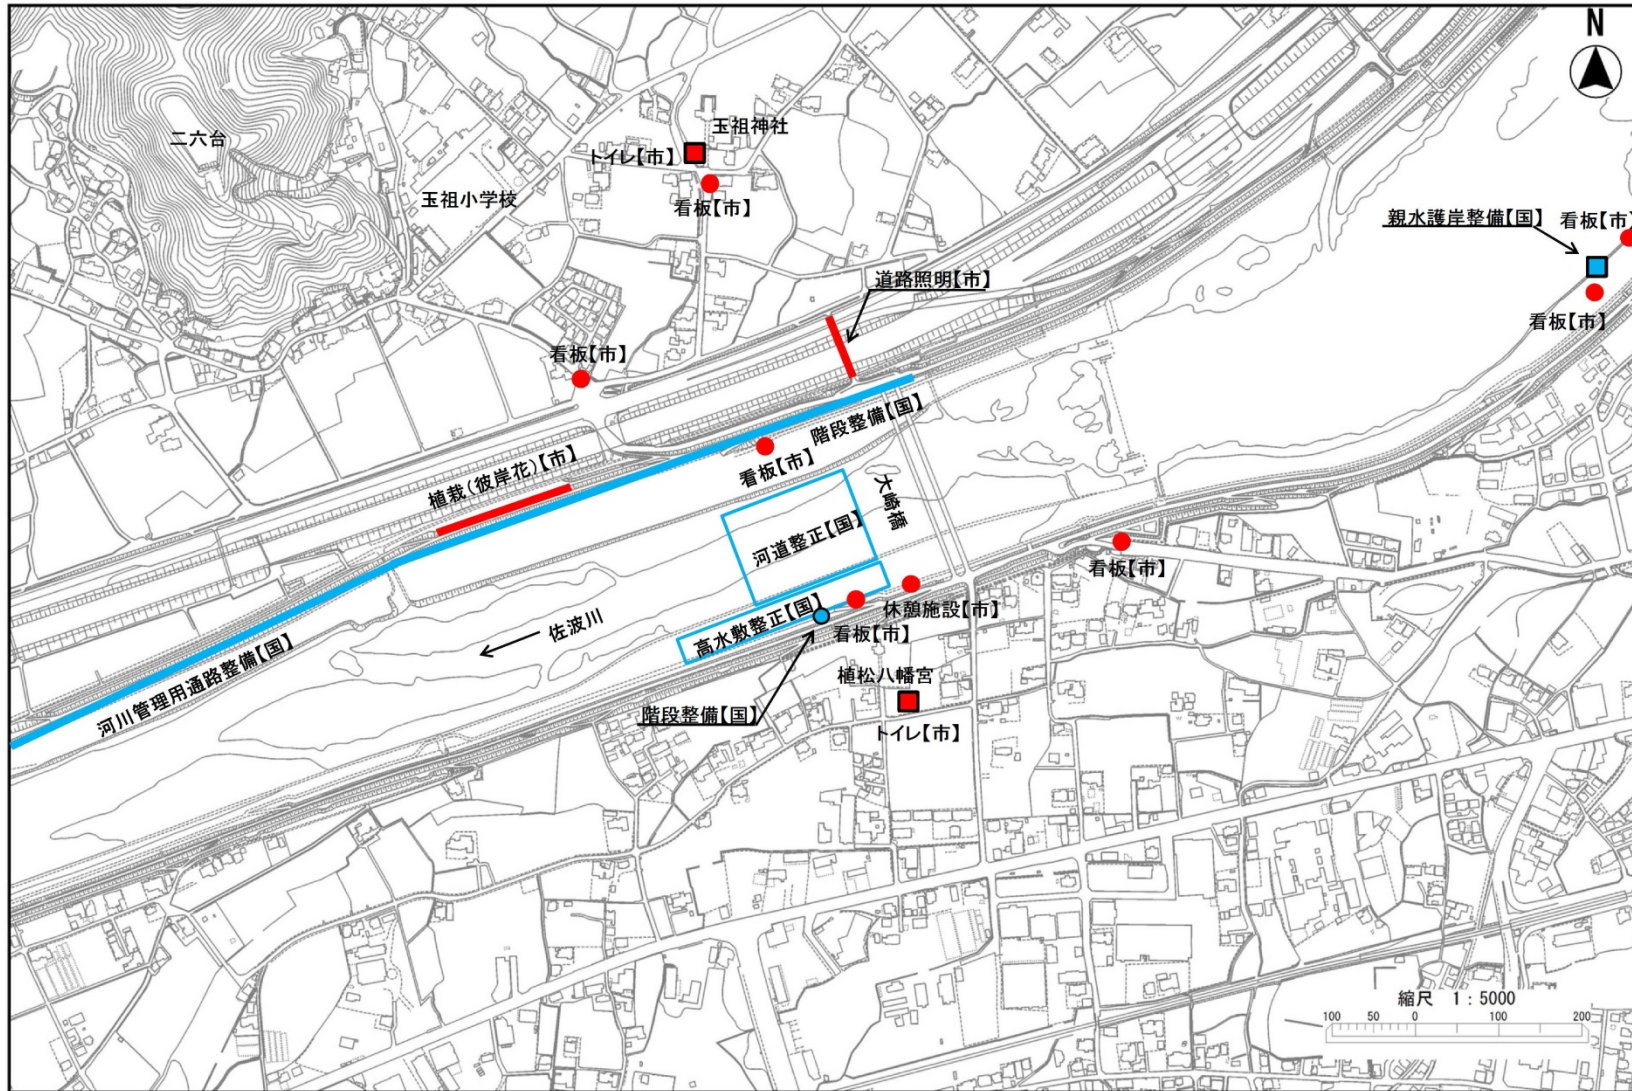 N
二六台
玉祖神社
トイレ【市】
玉祖小学校
看板【市】
親水護岸整備【国】
看板【市】
道路照明【市】
看板【市】
看板【市】
階段整備【国】
植栽（彼岸花）【市】
看板【市】
大崎橋
河道整正【国】
看板【市】
高水敷整正【国】
休憩施設【市】
佐波川
看板【市】
河川管理用通路整備【国】
植松八幡宮
階段整備【国】
トイレ【市】
縮尺 1：5000
100 50 0 100 200